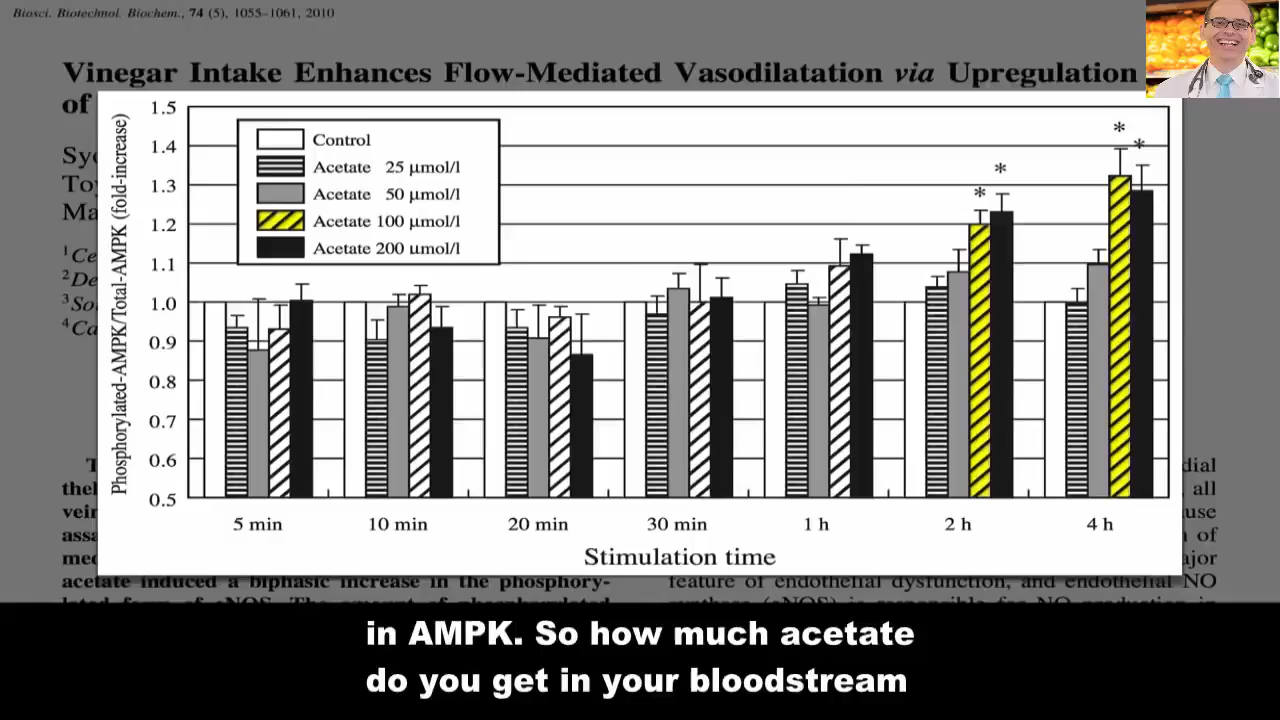 Biosci. Biotechnol. Biochem., 74 (5), 1055–1061, 2010
Vinegar Intake Enhances Flow-Mediated Vasodilatation via Upregulation
of
Phosphorylated-AMPK/Total-AMPK (fold-increase)
1.5
1.4
1.3
1.2
1.1
1.0
0.9
0.8
0.7
0.6
0.5
Control
Acetate 25 µmol/l
Acetate 50 µmol/l
Acetate 100 µmol/l
Acetate 200 µmol/l
* * * *
5 min 10 min 20 min 30 min 1 h 2 h 4 h
Stimulation time
all
of
acetate induced a biphasic increase in the phosphory-
feature of endothelial dysfunction, and endothelial NO
in AMPK. So how much acetate
do you get in your bloodstream